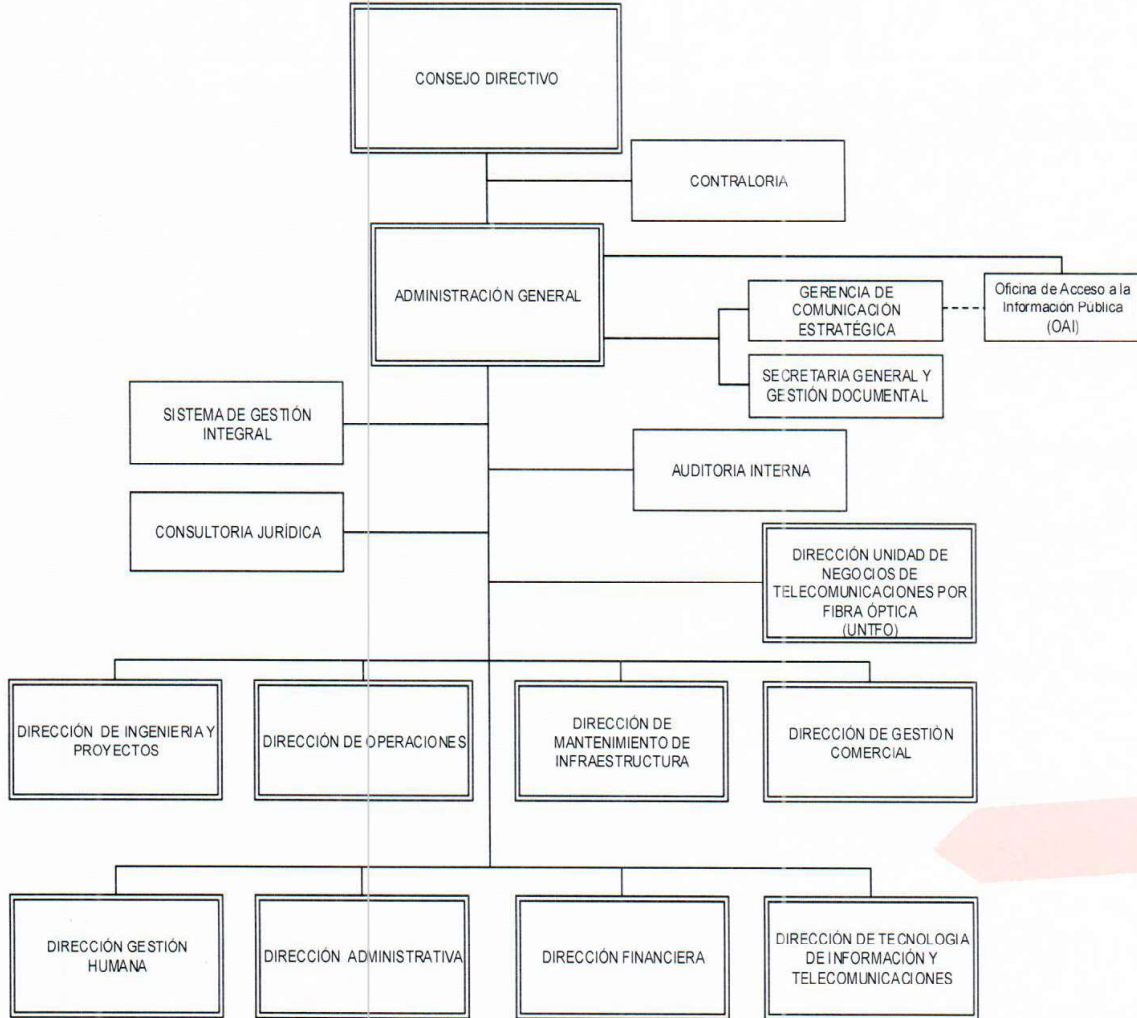 CONSEJO DIRECTIVO
CONTRALORIA
ADMINISTRACIÓN GENERAL
GERENCIA DE
COMUNICACIÓN
ESTRATÉGICA
Oficina de Acceso a la
Información Pública
(OAI)
SECRETARIA GENERAL Y
GESTIÓN DOCUMENTAL
SISTEMA DE GESTIÓN
INTEGRAL
AUDITORIA INTERNA
CONSULTORIA JURÍDICA
DIRECCIÓN UNIDAD DE
NEGOCIOS DE
TELECOMUNICACIONES POR
FIBRA ÓPTICA
(UNTFO)
DIRECCIÓN DE INGENIERIA Y
PROYECTOS
DIRECCIÓN DE OPERACIONES
DIRECCIÓN DE
MANTENIMIENTO DE
INFRAESTRUCTURA
DIRECCIÓN DE GESTIÓN
COMERCIAL
DIRECCIÓN GESTIÓN
HUMANA
DIRECCIÓN ADMINISTRATIVA
DIRECCIÓN FINANCIERA
DIRECCIÓN DE TECNOLOGIA
DE INFORMACIÓN Y
TELECOMUNICACIONES